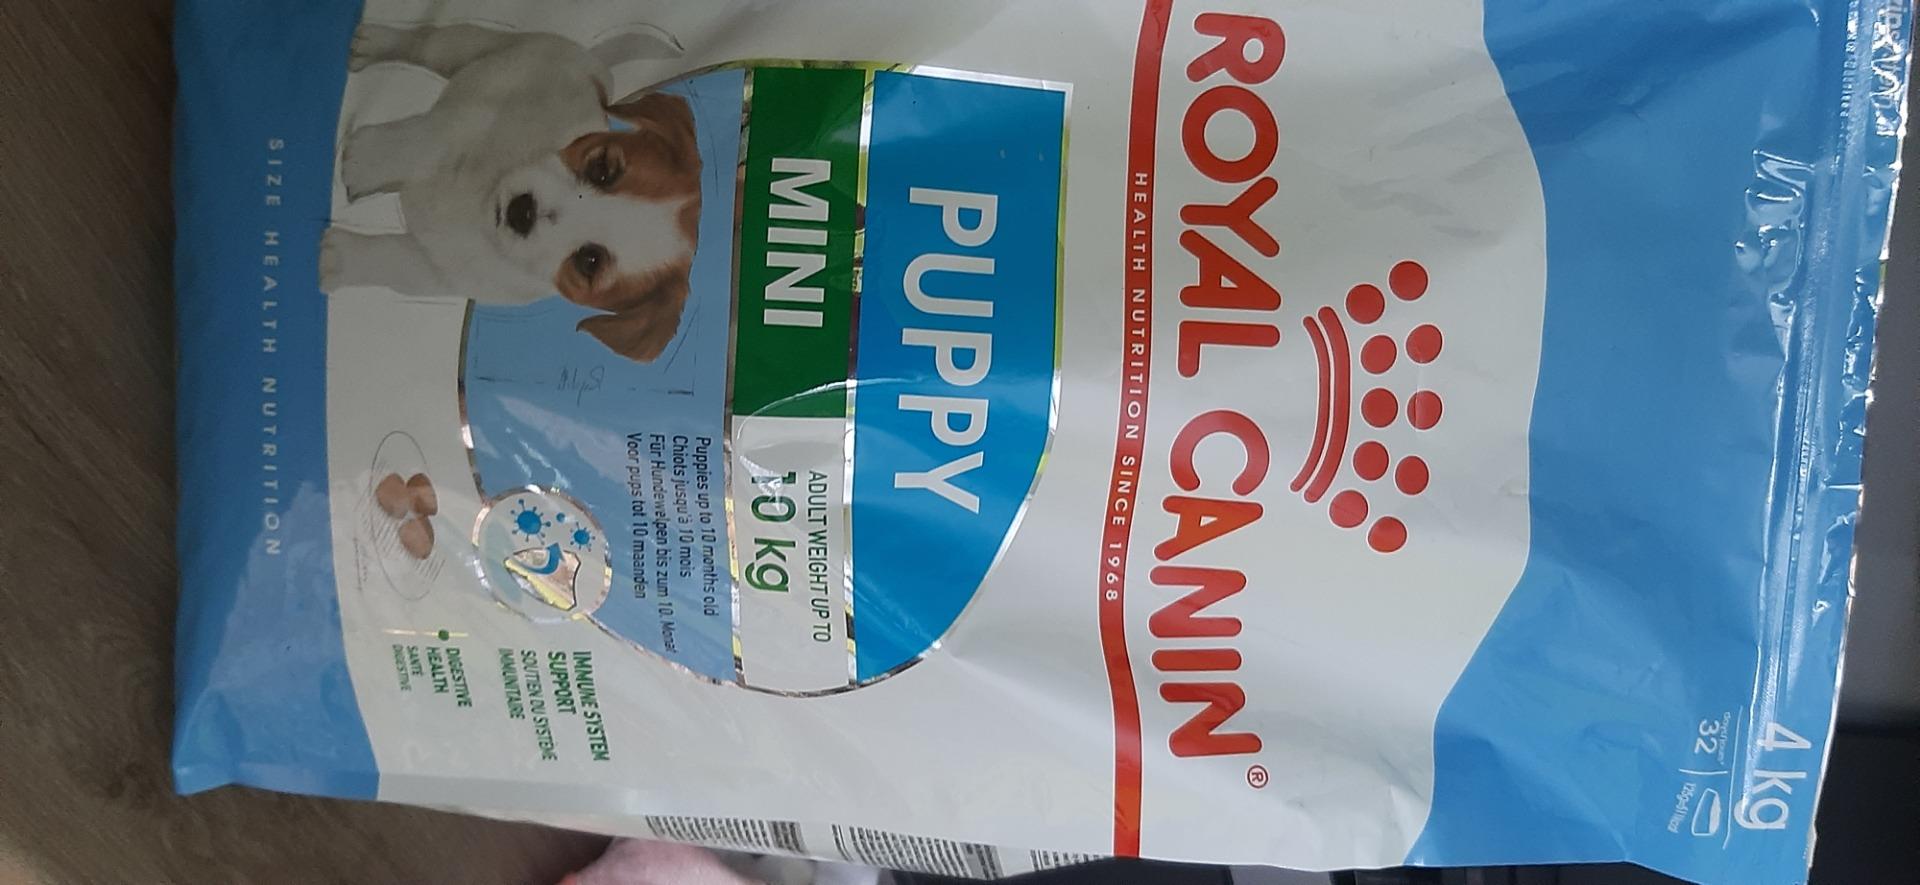 4 kg
32
ROYAL CANIN®
HEALTH NUTRITION SINCE 1968
PUPPY
MINI
ADULT WEIGHT UP TO
10 kg
Puppies up to 10 months old
Chiots jusqu'à 10 mois
Für Hundewelpen bis zum 10. Monat
Voor pups tot 10 maanden
IMMUNE SYSTEM
SUPPORT
SOUTIEN DU SYSTÈME
IMMUNITAIRE
DIGESTIVE
HEALTH
SANTÉ
DIGESTIVE
SIZE HEALTH NUTRITION